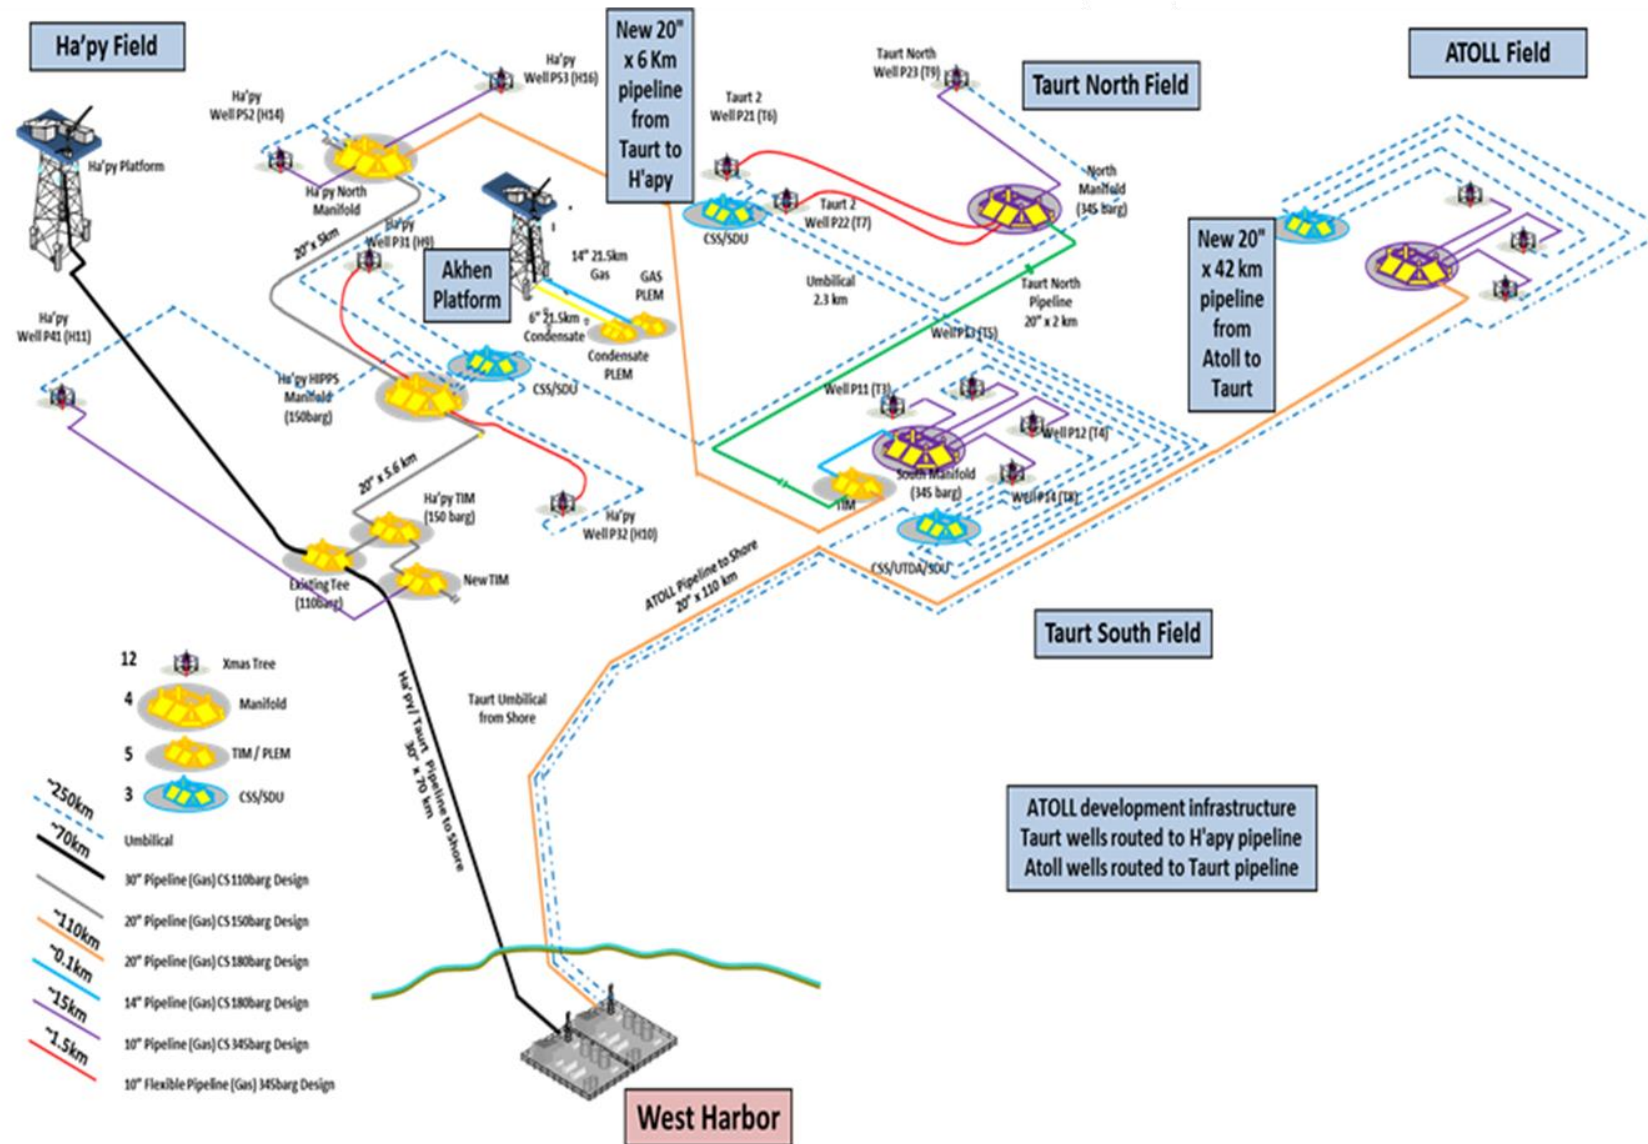 Ha'py Field
New 20"
x 6 Km
pipeline
from
Taurt to
H'apy
ATOLL Field
Taurt North Field
Ha'py
Well P53 (H16)
Ha'py
Well P52 (H14)
Ha'py Platform
Ha'py North
Manifold
20" x 5km
Ha'py
Well P31 (H9)
Akhen
Platform
14" 21.5km
Gas
GAS
PLEM
6" 21.5km
Condensate
Condensate
PLEM
Taurt North
Well P23 (T9)
Taurt 2
Well P21 (T6)
Taurt 2
Well P22 (T7)
CSS/SDU
North
Manifold
(345 barg)
Umbilical
2.3 km
Taurt North
Pipeline
20" x 2 km
New 20"
x 42 km
pipeline
from
Atoll to
Taurt
Ha'py
Well P41 (H11)
Ha'py HIPPS
Manifold
(150barg)
CSS/SDU
Well P13 (T5)
Well P11 (T3)
Well P12 (T4)
South Manifold
(345 barg)
Well P14 (T8)
TIM
CSS/UTDA/SDU
20" x 5.6 km
Ha'py TIM
(150 barg)
Ha'py
Well P32 (H10)
Existing Tee
(110barg)
New TIM
ATOLL Pipeline to Shore
20" x 110 km
Taurt South Field
Ha'py/ Taurt Pipeline to Shore
30" x 70 km
Taurt Umbilical
from Shore
12
Xmas Tree
4
Manifold
5
TIM / PLEM
3
CSS/SDU
~250km
Umbilical
~70km
30" Pipeline (Gas) CS 110barg Design
20" Pipeline (Gas) CS 150barg Design
~110km
20" Pipeline (Gas) CS 180barg Design
~0.1km
14" Pipeline (Gas) CS 180barg Design
~15km
10" Pipeline (Gas) CS 345barg Design
~1.5km
10" Flexible Pipeline (Gas) 345barg Design
ATOLL development infrastructure
Taurt wells routed to H'apy pipeline
Atoll wells routed to Taurt pipeline
West Harbor